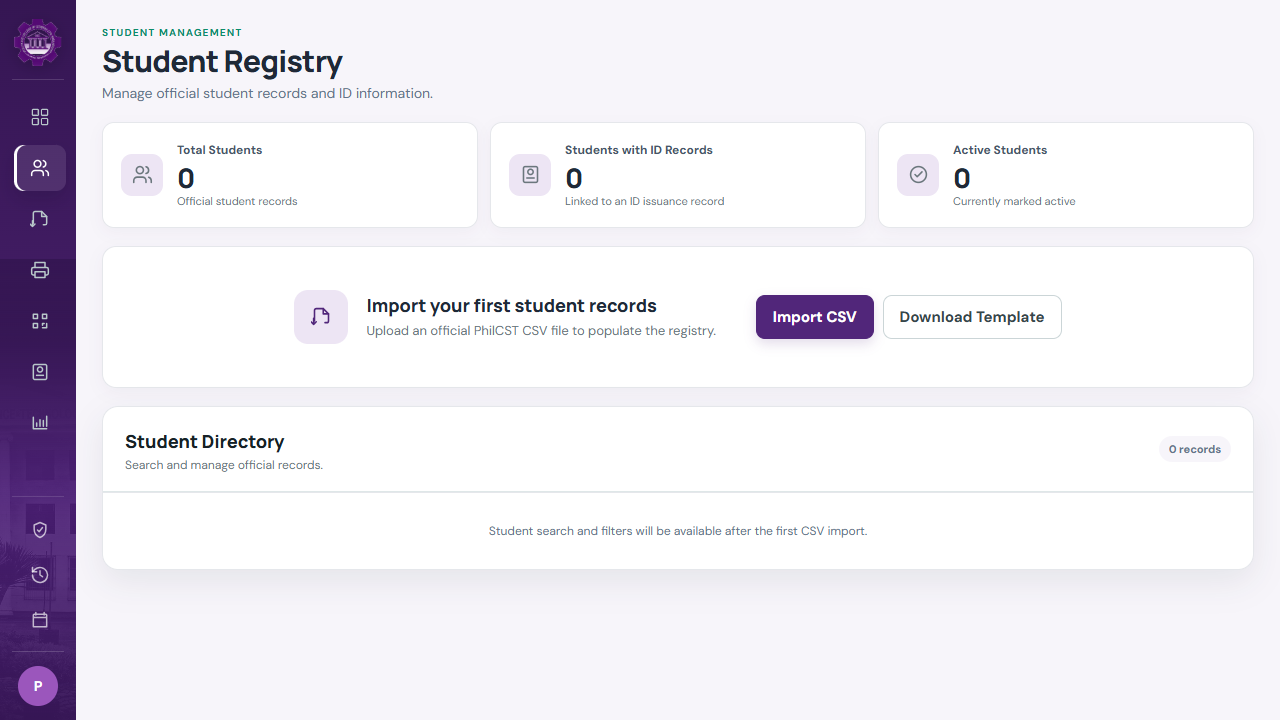 STUDENT MANAGEMENT
Student Registry
Manage official student records and ID information.
Total Students
0
Official student records
Students with ID Records
0
Linked to an ID issuance record
Active Students
0
Currently marked active
Import your first student records
Upload an official PhilCST CSV file to populate the registry.
Import CSV
Download Template
Student Directory
Search and manage official records.
0 records
Student search and filters will be available after the first CSV import.
P